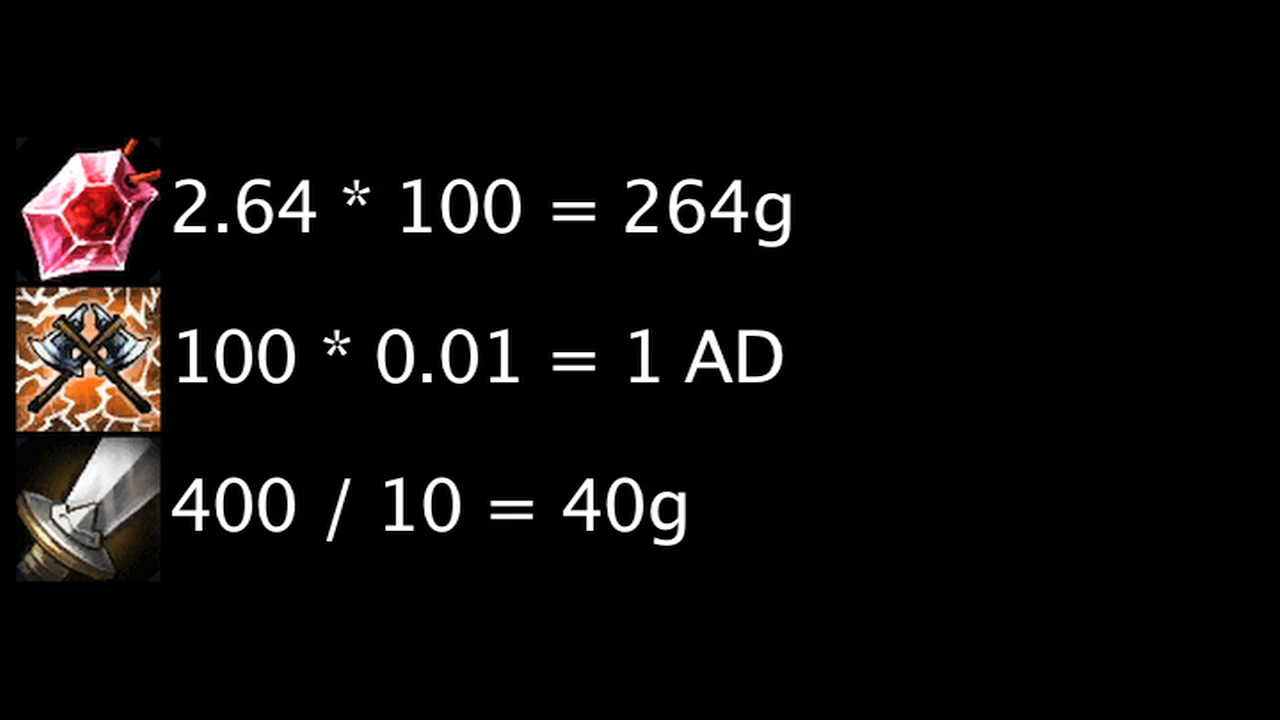 2.64 * 100 = 264g
100 * 0.01 = 1 AD
400 / 10 = 40g